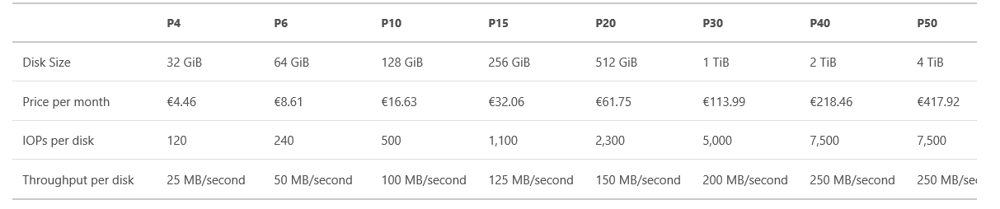 P4 P6 P10 P15 P20 P30 P40 P50
Disk Size 32 GiB 64 GiB 128 GiB 256 GiB 512 GiB 1 TiB 2 TiB 4 TiB
Price per month €4.46 €8.61 €16.63 €32.06 €61.75 €113.99 €218.46 €417.92
IOPs per disk 120 240 500 1,100 2,300 5,000 7,500 7,500
Throughput per disk 25 MB/second 50 MB/second 100 MB/second 125 MB/second 150 MB/second 200 MB/second 250 MB/second 250